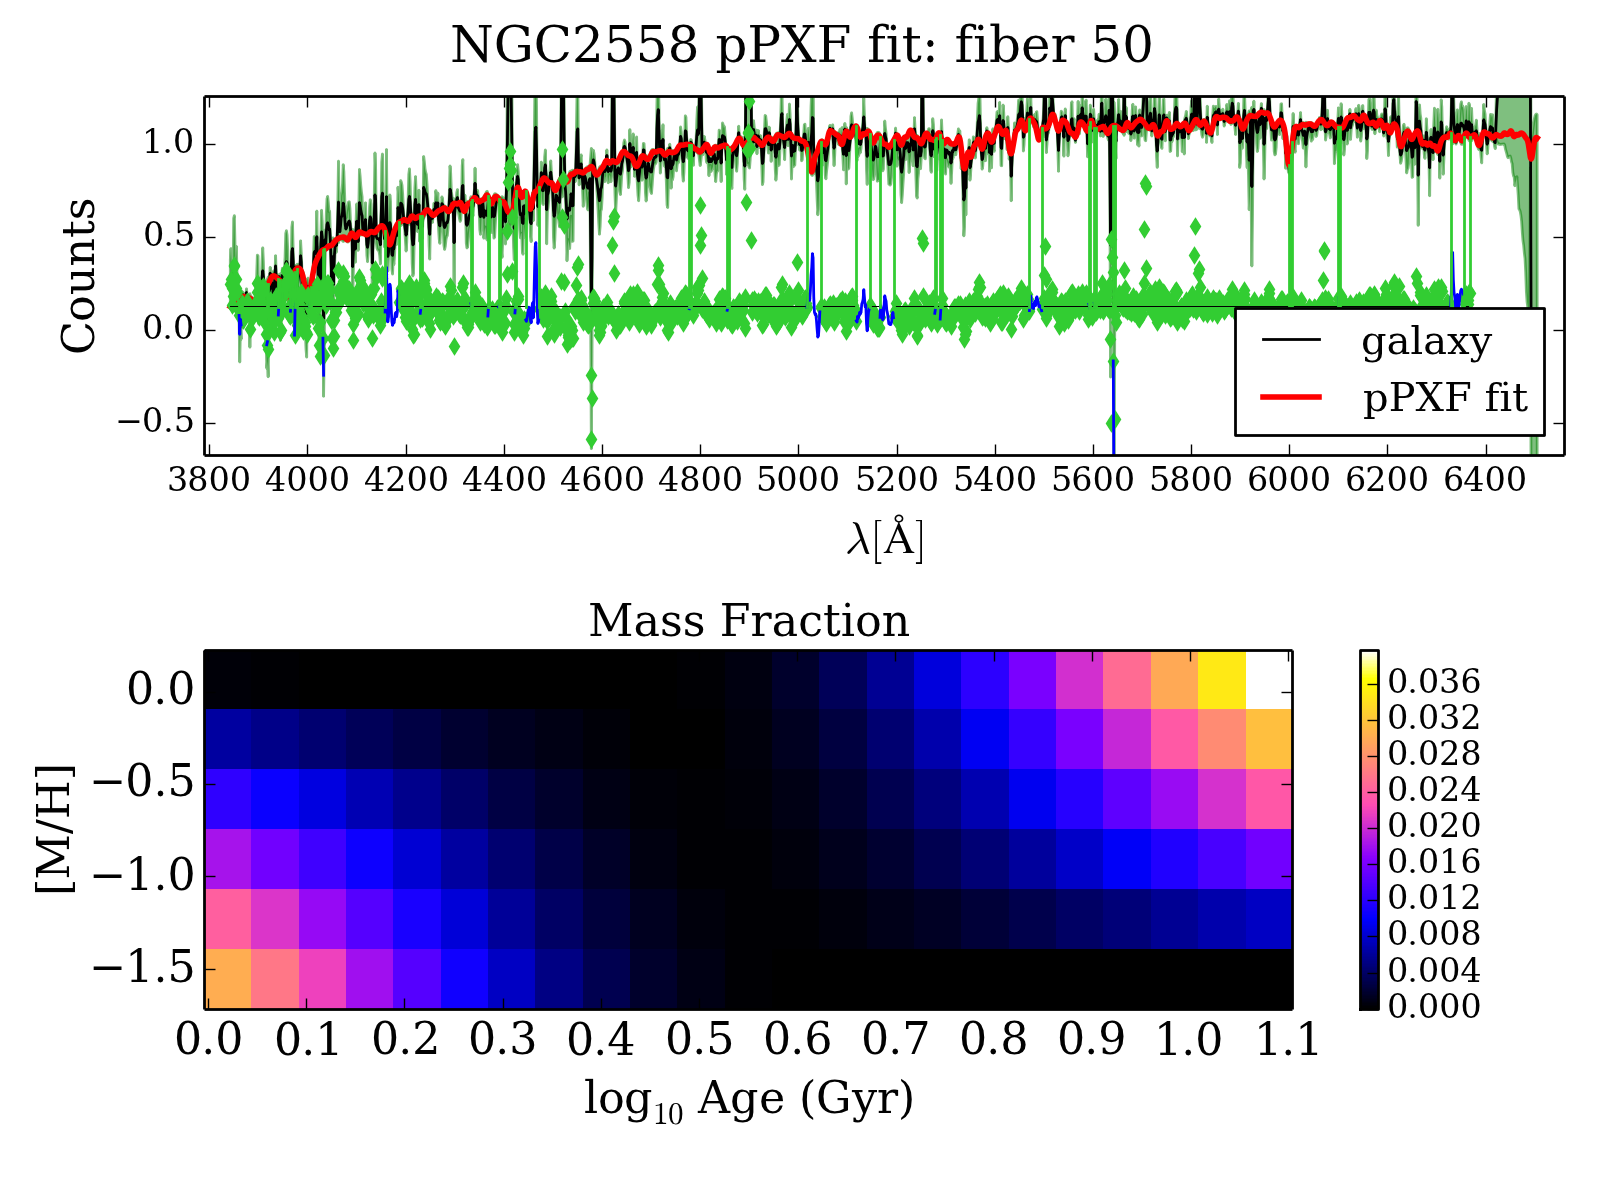 NGC2558 pPXF fit: fiber 50
Counts
1.0
0.5
0.0
−0.5
galaxy
pPXF fit
3800 4000 4200 4400 4600 4800 5000 5200 5400 5600 5800 6000 6200 6400
λ[Å]
Mass Fraction
[M/H]
0.0
−0.5
−1.0
−1.5
0.0 0.1 0.2 0.3 0.4 0.5 0.6 0.7 0.8 0.9 1.0 1.1
log₁₀ Age (Gyr)
0.036
0.032
0.028
0.024
0.020
0.016
0.012
0.008
0.004
0.000